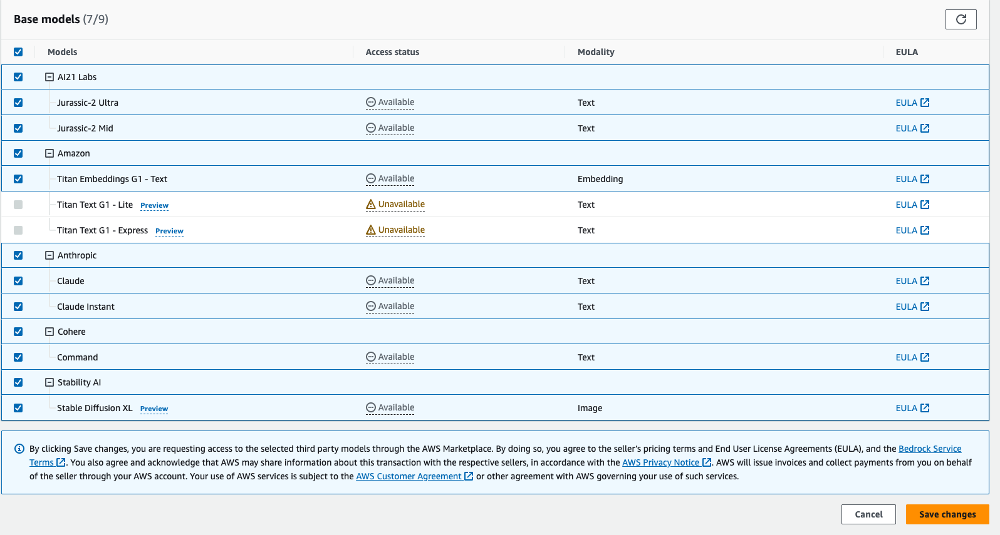 Base models (7/9)
Models Access status Modality EULA
AI21 Labs
Jurassic-2 Ultra Available Text EULA
Jurassic-2 Mid Available Text EULA
Amazon
Titan Embeddings G1 - Text Available Embedding EULA
Titan Text G1 - Lite Preview Unavailable Text EULA
Titan Text G1 - Express Preview Unavailable Text EULA
Anthropic
Claude Available Text EULA
Claude Instant Available Text EULA
Cohere
Command Available Text EULA
Stability AI
Stable Diffusion XL Preview Available Image EULA
By clicking Save changes, you are requesting access to the selected third party models through the AWS Marketplace. By doing so, you agree to the seller's pricing terms and End User License Agreements (EULA), and the Bedrock Service
Terms. You also agree and acknowledge that AWS may share information about this transaction with the respective sellers, in accordance with the AWS Privacy Notice. AWS will issue invoices and collect payments from you on behalf
of the seller through your AWS account. Your use of AWS services is subject to the AWS Customer Agreement or other agreement with AWS governing your use of such services.
Cancel Save changes